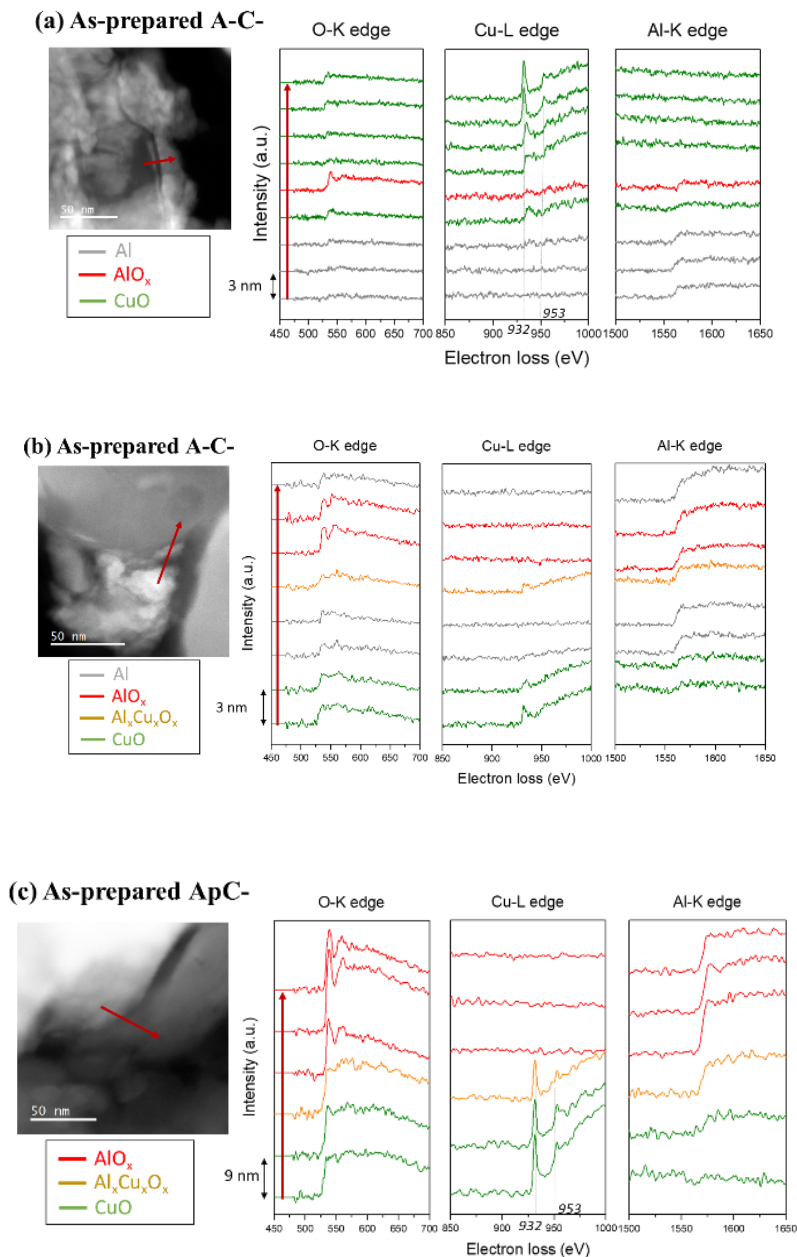 (a) As-prepared A-C-
O-K edge
Cu-L edge
Al-K edge
50 nm
Intensity (a.u.)
Al
AlOₓ
CuO
3 nm
450 500 550 600 650 700
850 900 950 1000
1500 1550 1600 1650
932 953
Electron loss (eV)
(b) As-prepared A-C-
O-K edge
Cu-L edge
Al-K edge
50 nm
Intensity (a.u.)
Al
AlOₓ
AlₓCuₓOₓ
CuO
3 nm
450 500 550 600 650 700
850 900 950 1000
1500 1550 1600 1650
Electron loss (eV)
(c) As-prepared ApC-
O-K edge
Cu-L edge
Al-K edge
50 nm
Intensity (a.u.)
AlOₓ
AlₓCuₓOₓ
CuO
9 nm
450 500 550 600 650 700
850 900 950 1000
1500 1550 1600 1650
932 953
Electron loss (eV)